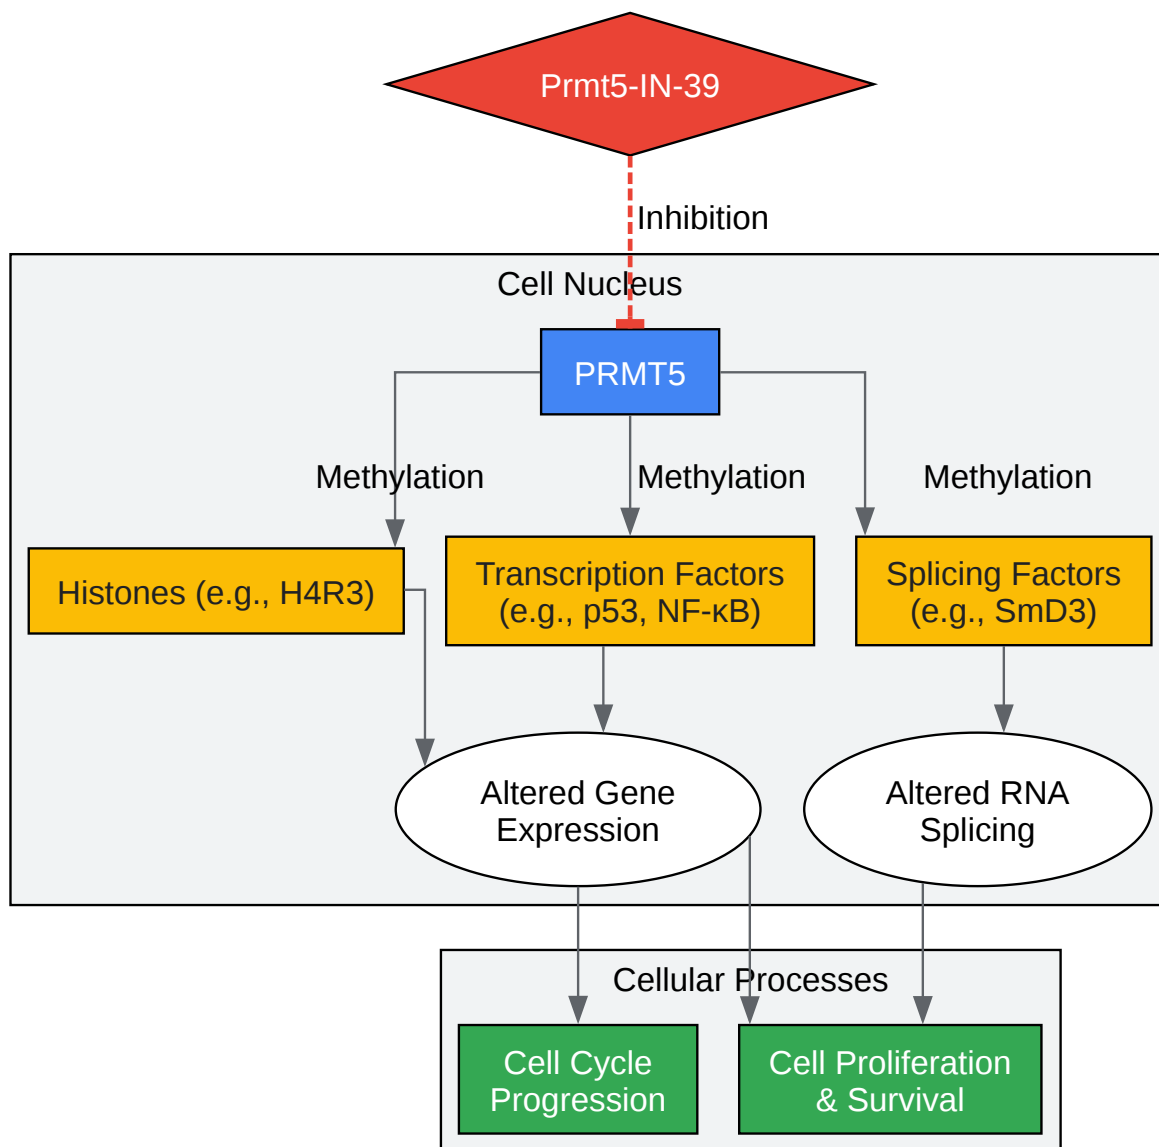 Prmt5-IN-39
Inhibition
Cell Nucleus
PRMT5
Methylation
Methylation
Methylation
Histones (e.g., H4R3)
Transcription Factors
(e.g., p53, NF-κB)
Splicing Factors
(e.g., SmD3)
Altered Gene
Expression
Altered RNA
Splicing
Cellular Processes
Cell Cycle
Progression
Cell Proliferation
& Survival